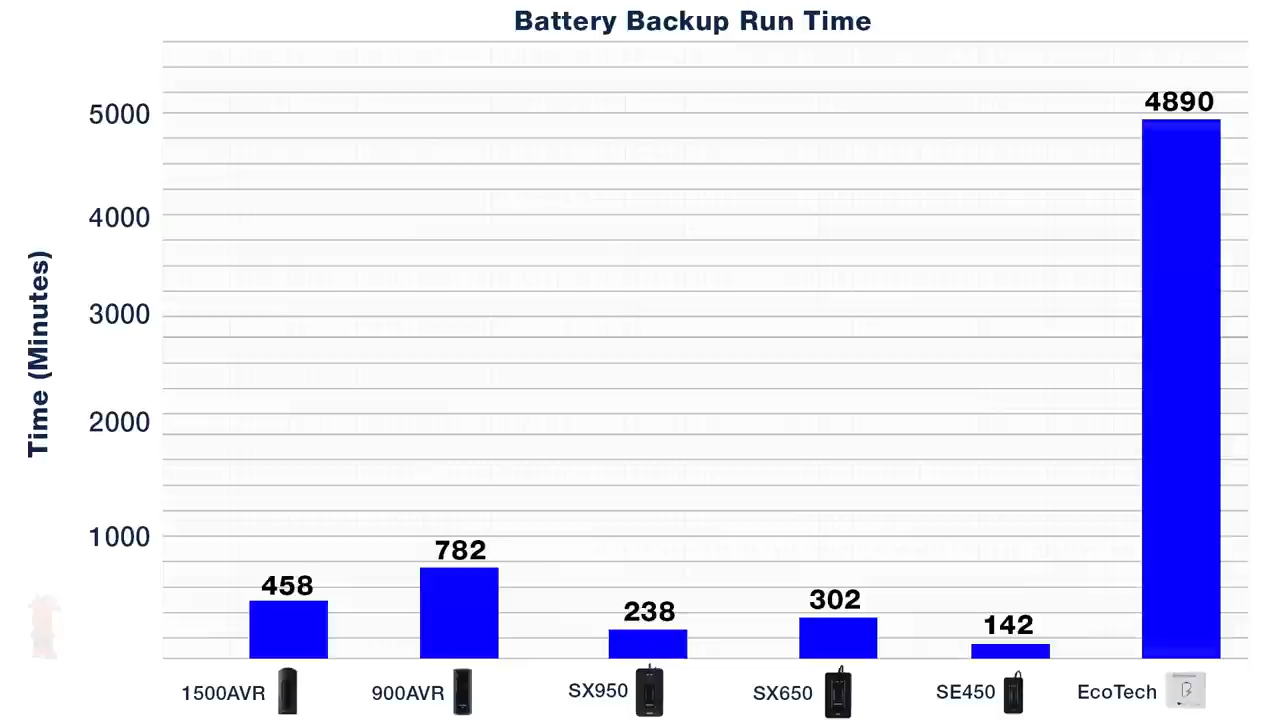 Battery Backup Run Time
Time (Minutes)
5000
4000
3000
2000
1000
458
782
238
302
142
4890
1500AVR
900AVR
SX950
SX650
SE450
EcoTech